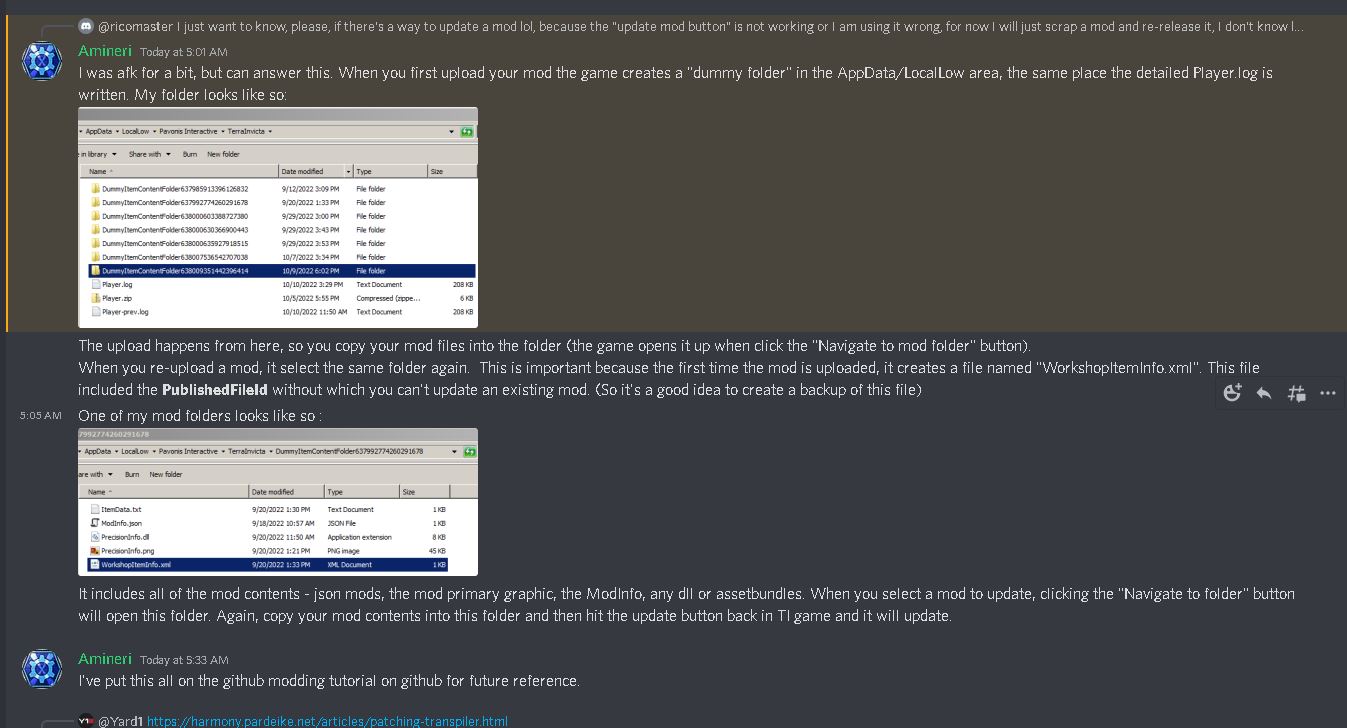 @ricomaster I just want to know, please, if there's a way to update a mod lol, because the "update mod button" is not working or I am using it wrong, for now I will just scrap a mod and re-release it, I don't know l...
Amineri Today at 5:01 AM
I was afk for a bit, but can answer this. When you first upload your mod the game creates a "dummy folder" in the AppData/LocalLow area, the same place the detailed Player.log is
written. My folder looks like so:
AppData LocalLow Pavonis Interactive TerraInvicta
in library Share with Burn New folder
Name Date modified Type Size
DummyItemContentFolder637985913396126832 9/12/2022 3:09 PM File folder
DummyItemContentFolder637992774260291678 9/20/2022 1:33 PM File folder
DummyItemContentFolder638000603388727380 9/29/2022 3:00 PM File folder
DummyItemContentFolder638000630366900443 9/29/2022 3:43 PM File folder
DummyItemContentFolder638000635927918515 9/29/2022 3:53 PM File folder
DummyItemContentFolder638007536542707038 10/7/2022 3:34 PM File folder
DummyItemContentFolder638009351442396414 10/9/2022 6:02 PM File folder
Player.log 10/10/2022 3:29 PM Text Document 208 KB
Player.zip 10/5/2022 5:55 PM Compressed (zippe... 6 KB
Player-prev.log 10/10/2022 11:50 AM Text Document 208 KB
The upload happens from here, so you copy your mod files into the folder (the game opens it up when click the "Navigate to mod folder" button).
When you re-upload a mod, it select the same folder again. This is important because the first time the mod is uploaded, it creates a file named "WorkshopItemInfo.xml". This file
included the PublishedFileId without which you can't update an existing mod. (So it's a good idea to create a backup of this file)
5:05 AM One of my mod folders looks like so :
7992774260291678
AppData LocalLow Pavonis Interactive TerraInvicta DummyItemContentFolder637992774260291678
are with Burn New folder
Name Date modified Type Size
ItemData.txt 9/20/2022 1:30 PM Text Document 1 KB
ModInfo.json 9/18/2022 10:57 AM JSON File 1 KB
PrecisionInfo.dll 9/20/2022 11:50 AM Application extension 8 KB
PrecisionInfo.png 9/20/2022 1:21 PM PNG image 45 KB
WorkshopItemInfo.xml 9/20/2022 1:33 PM XML Document 1 KB
It includes all of the mod contents - json mods, the mod primary graphic, the ModInfo, any dll or assetbundles. When you select a mod to update, clicking the "Navigate to folder" button
will open this folder. Again, copy your mod contents into this folder and then hit the update button back in TI game and it will update.
Amineri Today at 5:33 AM
I've put this all on the github modding tutorial on github for future reference.
@Yard1 https://harmony.pardeike.net/articles/patching-transpiler.html